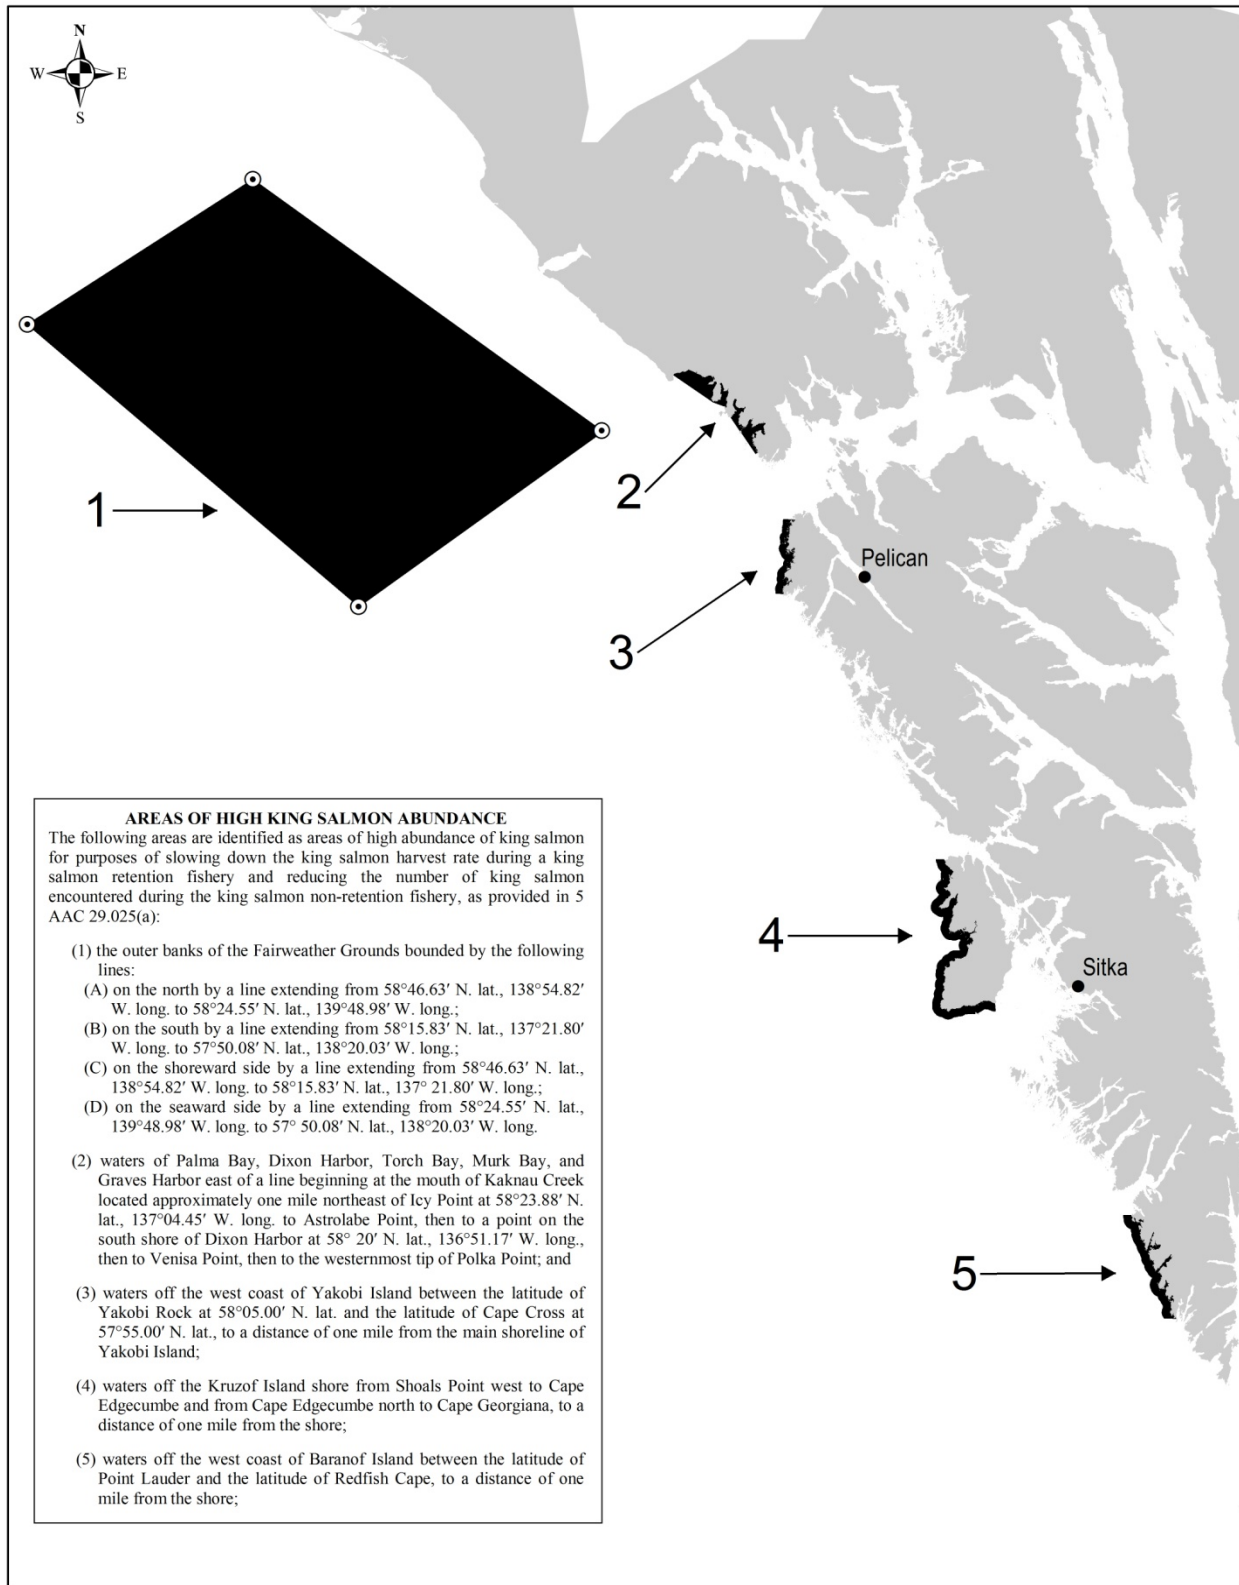 N
W E
S
1
2
3
Pelican
4
Sitka
5
AREAS OF HIGH KING SALMON ABUNDANCE
The following areas are identified as areas of high abundance of king salmon
for purposes of slowing down the king salmon harvest rate during a king
salmon retention fishery and reducing the number of king salmon
encountered during the king salmon non-retention fishery, as provided in 5
AAC 29.025(a):
(1) the outer banks of the Fairweather Grounds bounded by the following
lines:
(A) on the north by a line extending from 58°46.63′ N. lat., 138°54.82′
W. long. to 58°24.55′ N. lat., 139°48.98′ W. long.;
(B) on the south by a line extending from 58°15.83′ N. lat., 137°21.80′
W. long. to 57°50.08′ N. lat., 138°20.03′ W. long.;
(C) on the shoreward side by a line extending from 58°46.63′ N. lat.,
138°54.82′ W. long. to 58°15.83′ N. lat., 137° 21.80′ W. long.;
(D) on the seaward side by a line extending from 58°24.55′ N. lat.,
139°48.98′ W. long. to 57° 50.08′ N. lat., 138°20.03′ W. long.
(2) waters of Palma Bay, Dixon Harbor, Torch Bay, Murk Bay, and
Graves Harbor east of a line beginning at the mouth of Kaknau Creek
located approximately one mile northeast of Icy Point at 58°23.88′ N.
lat., 137°04.45′ W. long. to Astrolabe Point, then to a point on the
south shore of Dixon Harbor at 58° 20′ N. lat., 136°51.17′ W. long.,
then to Venisa Point, then to the westernmost tip of Polka Point; and
(3) waters off the west coast of Yakobi Island between the latitude of
Yakobi Rock at 58°05.00′ N. lat. and the latitude of Cape Cross at
57°55.00′ N. lat., to a distance of one mile from the main shoreline of
Yakobi Island;
(4) waters off the Kruzof Island shore from Shoals Point west to Cape
Edgecumbe and from Cape Edgecumbe north to Cape Georgiana, to a
distance of one mile from the shore;
(5) waters off the west coast of Baranof Island between the latitude of
Point Lauder and the latitude of Redfish Cape, to a distance of one
mile from the shore;